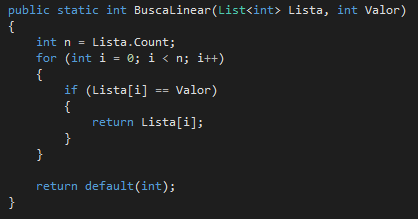 public static int BuscaLinear(List<int> Lista, int Valor)
{
    int n = Lista.Count;
    for (int i = 0; i < n; i++)
    {
        if (Lista[i] == Valor)
        {
            return Lista[i];
        }
    }

    return default(int);
}